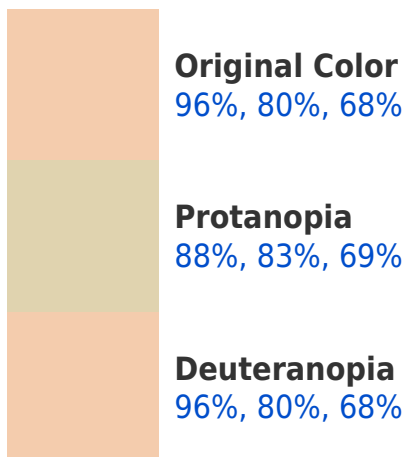 Original Color
96%, 80%, 68%
Protanopia
88%, 83%, 69%
Deuteranopia
96%, 80%, 68%